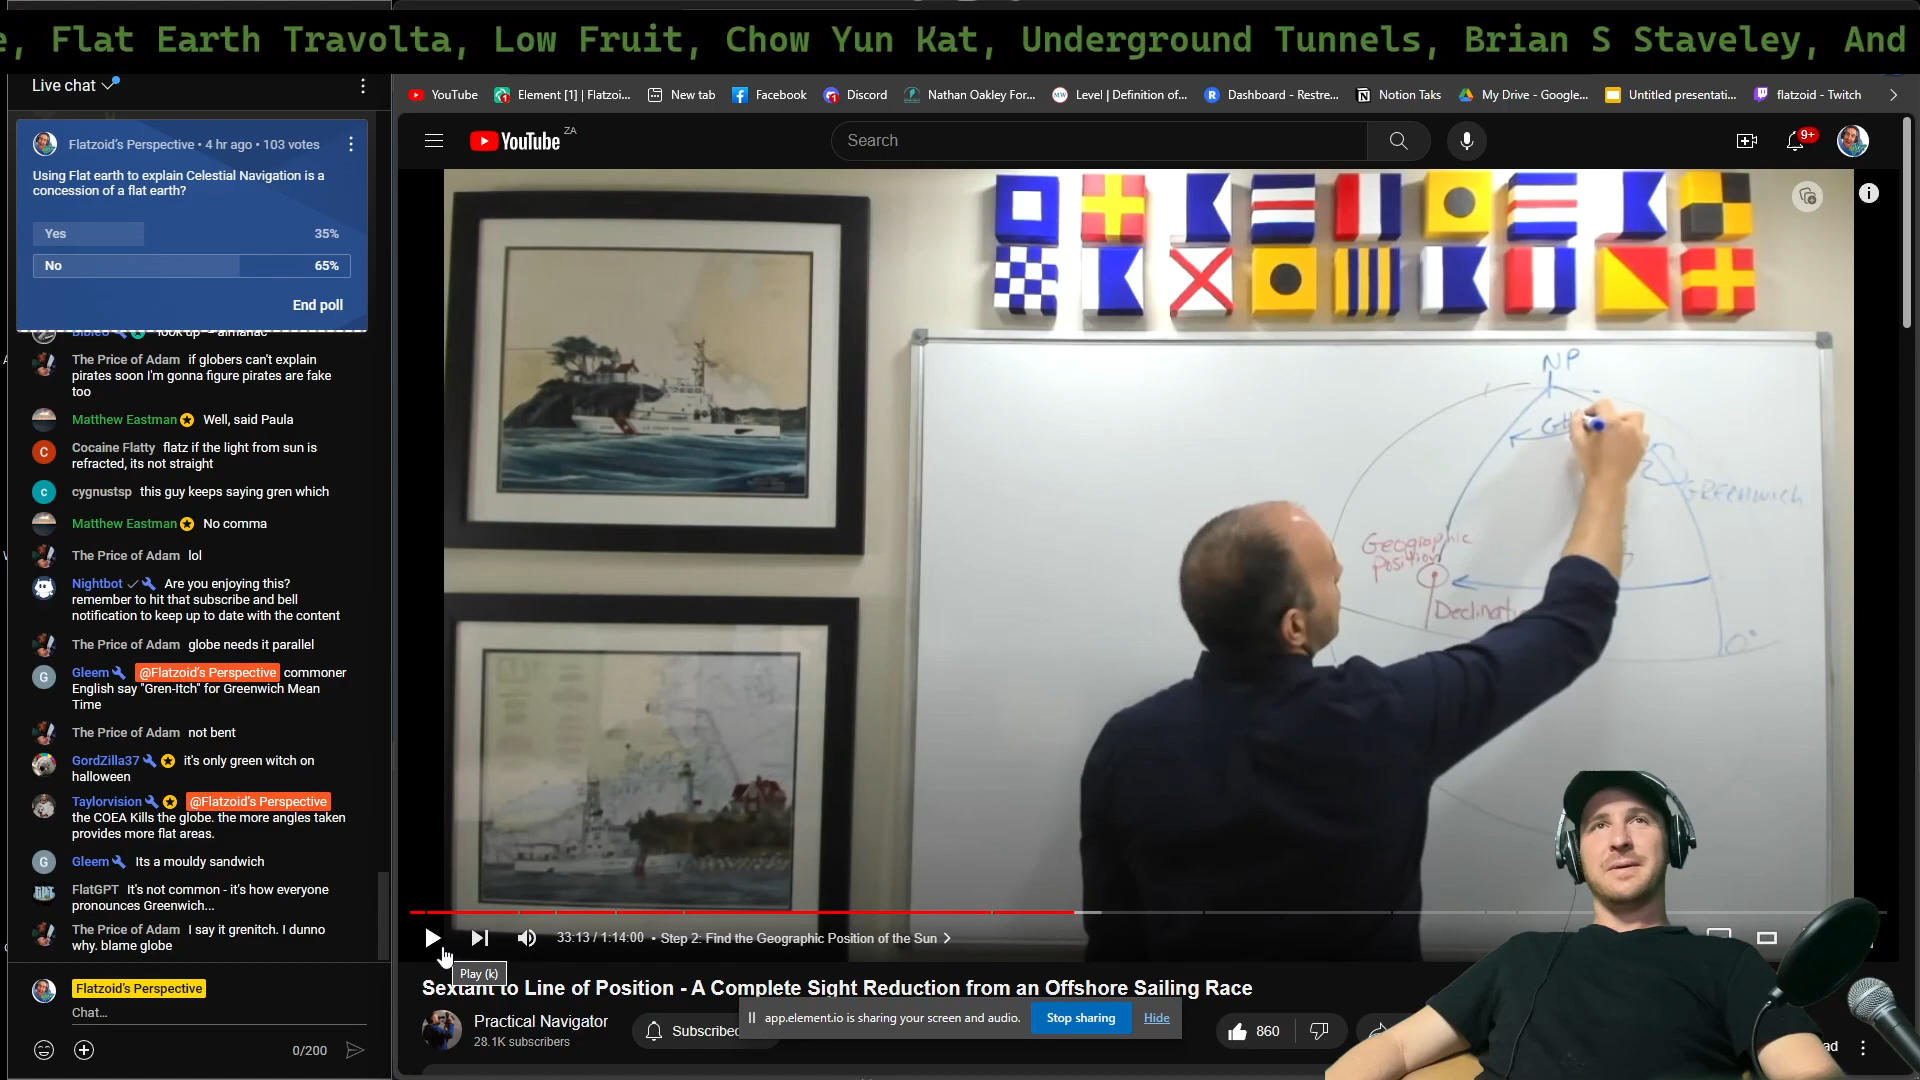 e, Flat Earth Travolta, Low Fruit, Chow Yun Kat, Underground Tunnels, Brian S Staveley, And
Live chat
YouTube
Element [1] | Flatzoi...
New tab
Facebook
Discord
Nathan Oakley For...
Level | Definition of...
Dashboard - Restre...
Notion Taks
My Drive - Google...
Untitled presentati...
flatzoid - Twitch
YouTube ZA
Search
9+
Flatzoid's Perspective • 4 hr ago • 103 votes
Using Flat earth to explain Celestial Navigation is a
concession of a flat earth?
Yes 35%
No 65%
End poll
look up - almanac
The Price of Adam if globers can't explain
pirates soon I'm gonna figure pirates are fake
too
Matthew Eastman Well, said Paula
Cocaine Flatty flatz if the light from sun is
refracted, its not straight
cygnustsp this guy keeps saying gren which
Matthew Eastman No comma
The Price of Adam lol
Nightbot Are you enjoying this?
remember to hit that subscribe and bell
notification to keep up to date with the content
The Price of Adam globe needs it parallel
Gleem @Flatzoid's Perspective commoner
English say "Gren-Itch" for Greenwich Mean
Time
The Price of Adam not bent
GordZilla37 it's only green witch on
halloween
Taylorvision @Flatzoid's Perspective
the COEA Kills the globe. the more angles taken
provides more flat areas.
Gleem Its a mouldy sandwich
FlatGPT It's not common - it's how everyone
pronounces Greenwich...
The Price of Adam I say it grenitch. I dunno
why. blame globe
Flatzoid's Perspective
Chat...
0/200
NP
GH
GREENWICH
Geographic
Position
Declinat
0°
33:13 / 1:14:00 • Step 2: Find the Geographic Position of the Sun
Play (k)
Sextant to Line of Position - A Complete Sight Reduction from an Offshore Sailing Race
Practical Navigator
28.1K subscribers
Subscribed
app.element.io is sharing your screen and audio.
Stop sharing
Hide
860
ad